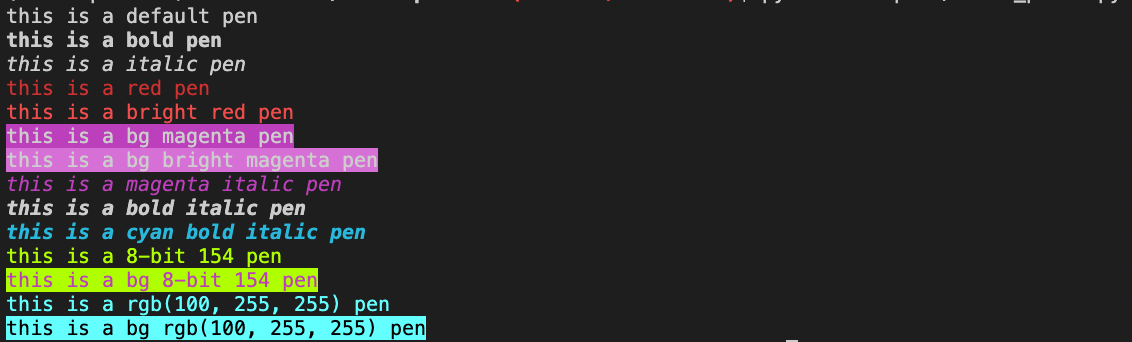 this is a default pen
this is a bold pen
this is a italic pen
this is a red pen
this is a bright red pen
this is a bg magenta pen
this is a bg bright magenta pen
this is a magenta italic pen
this is a bold italic pen
this is a cyan bold italic pen
this is a 8-bit 154 pen
this is a bg 8-bit 154 pen
this is a rgb(100, 255, 255) pen
this is a bg rgb(100, 255, 255) pen